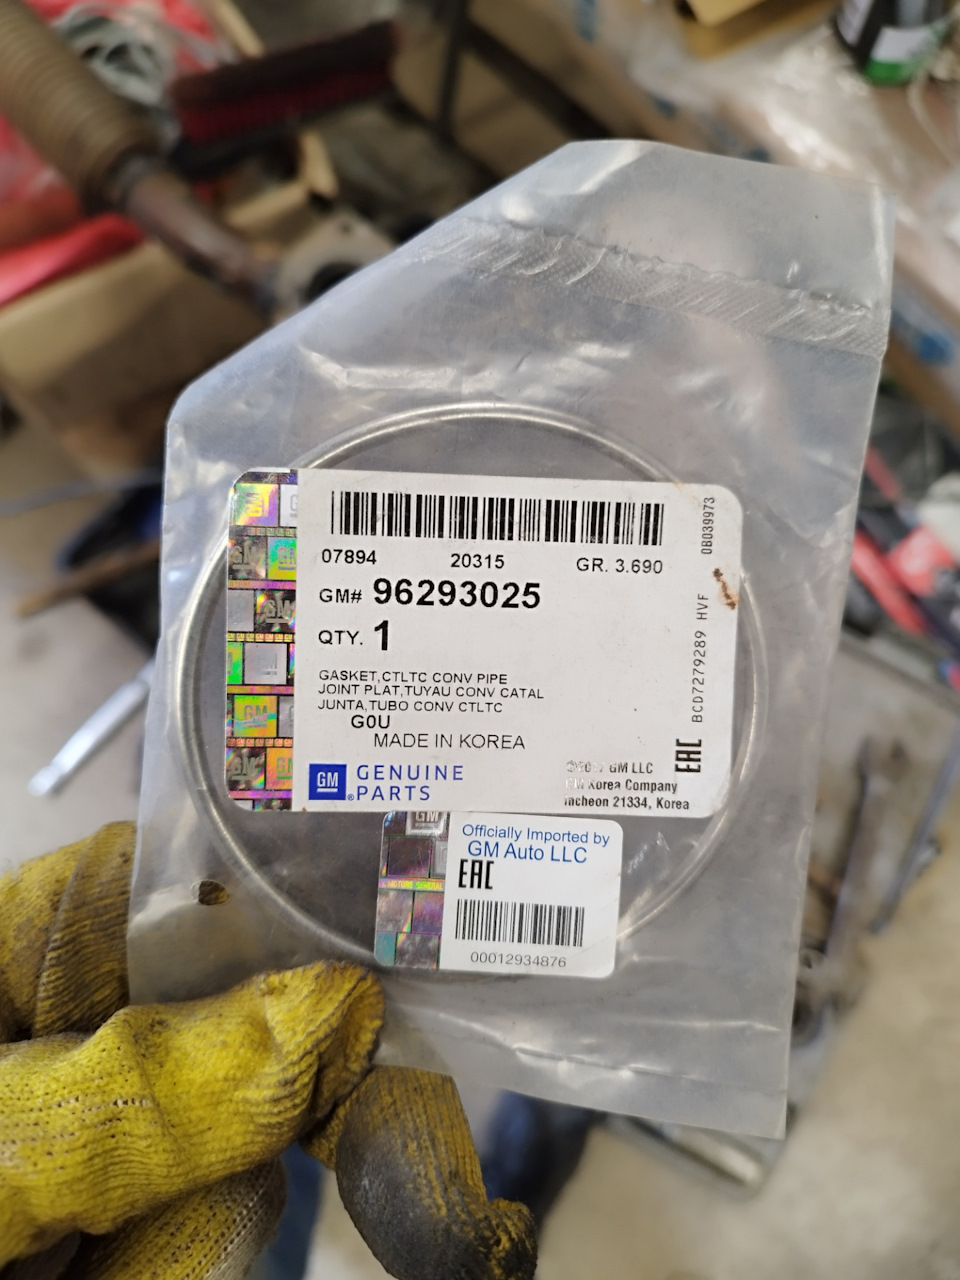 07894 20315 GR. 3.690
GM# 96293025
QTY. 1
GASKET,CTLTC CONV PIPE
JOINT PLAT,TUYAU CONV CATAL
JUNTA,TUBO CONV CTLTC
G0U
MADE IN KOREA
GM
GENUINE
PARTS
GM LLC
GM Korea Company
Incheon 21334, Korea
EAC
BCD7279289 HVF 0B039973
GM
Officially Imported by
GM Auto LLC
EAC
00012934876